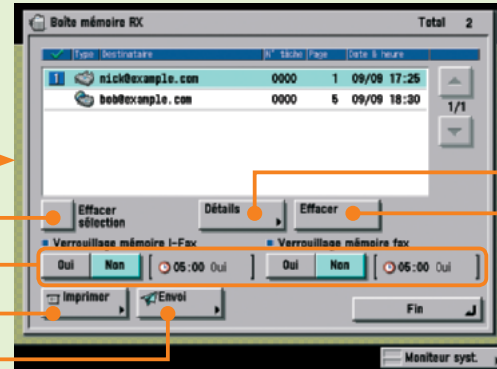 Boîte mémoire RX Total 2
Type Destinataire N° tâche Page Date & heure
1 nick@example.com 0000 1 09/09 17:25
bob@example.com 0000 5 09/09 18:30
1/1
Effacer sélection Détails Effacer
Verrouillage mémoire I-Fax Verrouillage mémoire fax
Oui Non [ 05:00 Oui ] Oui Non [ 06:00 Oui ]
Imprimer Envoi Fin
Moniteur syst.